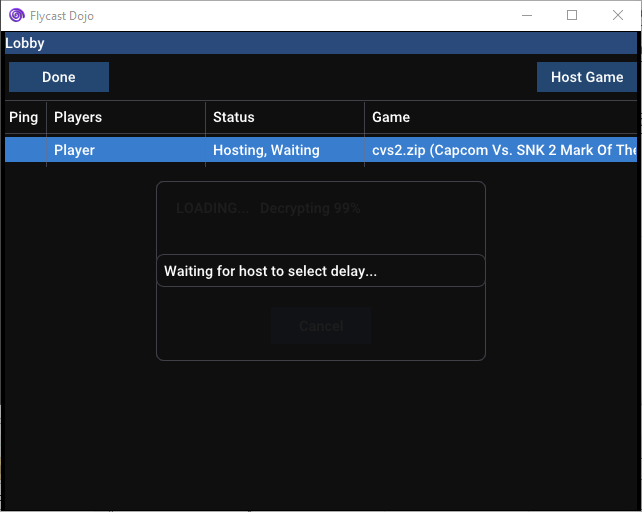 Flycast Dojo
Lobby
Done
Host Game
Ping Players Status Game
Player Hosting, Waiting cvs2.zip (Capcom Vs. SNK 2 Mark Of The
LOADING... Decrypting 99%
Waiting for host to select delay...
Cancel